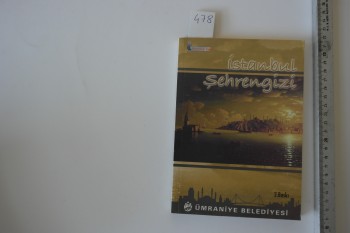 478
İstanbul
Şehrengizi
ÜMRANİYE BELEDİYESİ